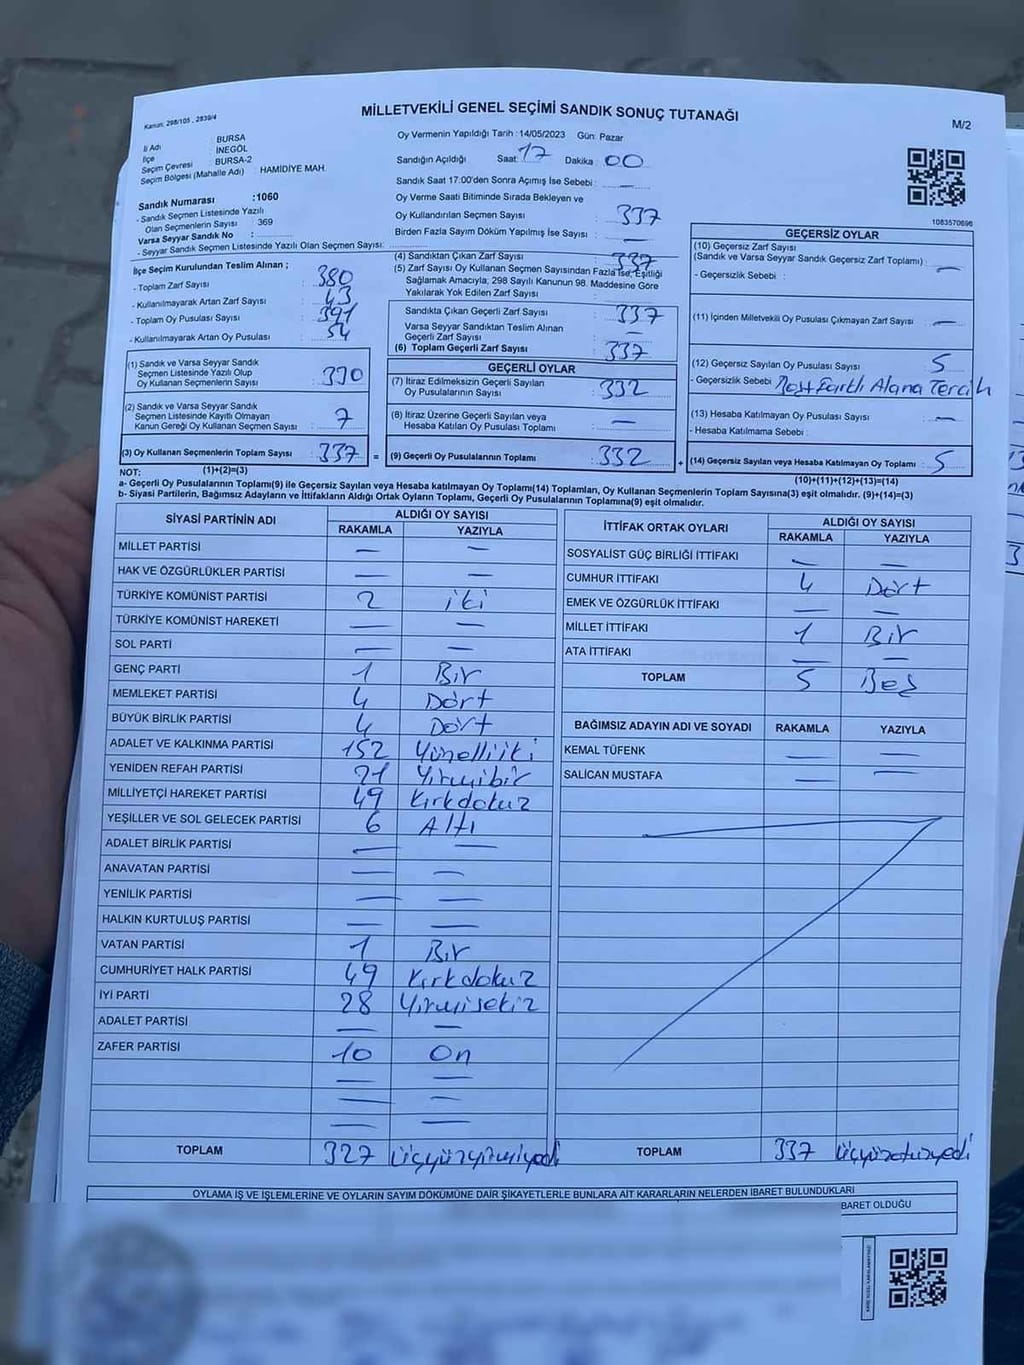 MİLLETVEKİLİ GENEL SEÇİMİ SANDIK SONUÇ TUTANAĞI
M/2
Kanun: 298/105 , 2839/4
İl Adı BURSA
İlçe İNEGÖL
Seçim Çevresi : BURSA-2
Seçim Bölgesi (Mahalle Adı) HAMİDİYE MAH.
Oy Vermenin Yapıldığı Tarih : 14/05/2023 Gün: Pazar
Sandığın Açıldığı Saat: 17 Dakika : 00
Sandık Saat 17:00'den Sonra Açımış İse Sebebi : —
Oy Verme Saati Bitiminde Sırada Bekleyen ve
Oy Kullandırılan Seçmen Sayısı : 337
Birden Fazla Sayım Döküm Yapılmış İse Sayısı : —
Sandık Numarası :1060
- Sandık Seçmen Listesinde Yazılı
Olan Seçmenlerin Sayısı : 369
Varsa Seyyar Sandık No :
- Seyyar Sandık Seçmen Listesinde Yazılı Olan Seçmen Sayısı:
1083570696
İlçe Seçim Kurulundan Teslim Alınan ;
- Toplam Zarf Sayısı : 380
- Kullanılmayarak Artan Zarf Sayısı : 43
- Toplam Oy Pusulası Sayısı : 391
- Kullanılmayarak Artan Oy Pusulası : 54
(4) Sandıktan Çıkan Zarf Sayısı : 337
(5) Zarf Sayısı Oy Kullanan Seçmen Sayısından Fazla İse, Eşitliği
Sağlamak Amacıyla, 298 Sayılı Kanunun 98. Maddesine Göre
Yakılarak Yok Edilen Zarf Sayısı :
Sandıkta Çıkan Geçerli Zarf Sayısı : 337
Varsa Seyyar Sandıktan Teslim Alınan
Geçerli Zarf Sayısı : —
(6) Toplam Geçerli Zarf Sayısı : 337
GEÇERSİZ OYLAR
(10) Geçersiz Zarf Sayısı
(Sandık ve Varsa Seyyar Sandık Geçersiz Zarf Toplamı) : —
- Geçersizlik Sebebi :
(11) İçinden Milletvekili Oy Pusulası Çıkmayan Zarf Sayısı : —
(12) Geçersiz Sayılan Oy Pusulası Sayısı : 5
- Geçersizlik Sebebi : Alana Tercih
(13) Hesaba Katılmayan Oy Pusulası Sayısı : —
- Hesaba Katılmama Sebebi :
(14) Geçersiz Sayılan veya Hesaba Katılmayan Oy Toplamı : 5
(10)+(11)+(12)+(13)=(14)
(1) Sandık ve Varsa Seyyar Sandık
Seçmen Listesinde Yazılı Olup
Oy Kullanan Seçmenlerin Sayısı : 330
(2) Sandık ve Varsa Seyyar Sandık
Seçmen Listesinde Kayıtlı Olmayan
Kanun Gereği Oy Kullanan Seçmen Sayısı : 7
(3) Oy Kullanan Seçmenlerin Toplam Sayısı : 337 =
(1)+(2)=(3)
GEÇERLİ OYLAR
(7) İtiraz Edilmeksizin Geçerli Sayılan
Oy Pusulalarının Sayısı : 332
(8) İtiraz Üzerine Geçerli Sayılan veya
Hesaba Katılan Oy Pusulası Toplamı : —
(9) Geçerli Oy Pusulalarının Toplamı : 332 +
NOT:
a- Geçerli Oy Pusulalarının Toplamı(9) ile Geçersiz Sayılan veya Hesaba katılmayan Oy Toplamı(14) Toplamları, Oy Kullanan Seçmenlerin Toplam Sayısına(3) eşit olmalıdır. (9)+(14)=(3)
b- Siyasi Partilerin, Bağımsız Adayların ve İttifakların Aldığı Ortak Oyların Toplamı, Geçerli Oy Pusulalarının Toplamına(9) eşit olmalıdır.
SİYASİ PARTİNİN ADI ALDIĞI OY SAYISI
RAKAMLA YAZIYLA
MİLLET PARTİSİ — —
HAK VE ÖZGÜRLÜKLER PARTİSİ — —
TÜRKİYE KOMÜNİST PARTİSİ 2 iki
TÜRKİYE KOMÜNİST HAREKETİ — —
SOL PARTİ — —
GENÇ PARTİ 1 Bir
MEMLEKET PARTİSİ 4 Dört
BÜYÜK BİRLİK PARTİSİ 4 Dört
ADALET VE KALKINMA PARTİSİ 152 Yüzelliiki
YENİDEN REFAH PARTİSİ 21 Yirmibir
MİLLİYETÇİ HAREKET PARTİSİ 49 Kırkdokuz
YEŞİLLER VE SOL GELECEK PARTİSİ 6 Altı
ADALET BİRLİK PARTİSİ — —
ANAVATAN PARTİSİ — —
YENİLİK PARTİSİ — —
HALKIN KURTULUŞ PARTİSİ — —
VATAN PARTİSİ 1 Bir
CUMHURİYET HALK PARTİSİ 49 Kırkdokuz
İYİ PARTİ 28 Yirmisekiz
ADALET PARTİSİ — —
ZAFER PARTİSİ 10 On
— —
— —
— —
TOPLAM 327 üçyüzyirmiyedi
İTTİFAK ORTAK OYLARI ALDIĞI OY SAYISI
RAKAMLA YAZIYLA
SOSYALİST GÜÇ BİRLİĞİ İTTİFAKI — —
CUMHUR İTTİFAKI 4 Dört
EMEK VE ÖZGÜRLÜK İTTİFAKI — —
MİLLET İTTİFAKI 1 Bir
ATA İTTİFAKI — —
TOPLAM 5 Beş
BAĞIMSIZ ADAYIN ADI VE SOYADI RAKAMLA YAZIYLA
KEMAL TÜFENK — —
SALİCAN MUSTAFA — —
TOPLAM 337 üçyüzotuzyedi
OYLAMA İŞ VE İŞLEMLERİNE VE OYLARIN SAYIM DÖKÜMÜNE DAİR ŞİKAYETLERLE BUNLARA AİT KARARLARIN NELERDEN İBARET BULUNDUKLARI
BARET OLDUĞU